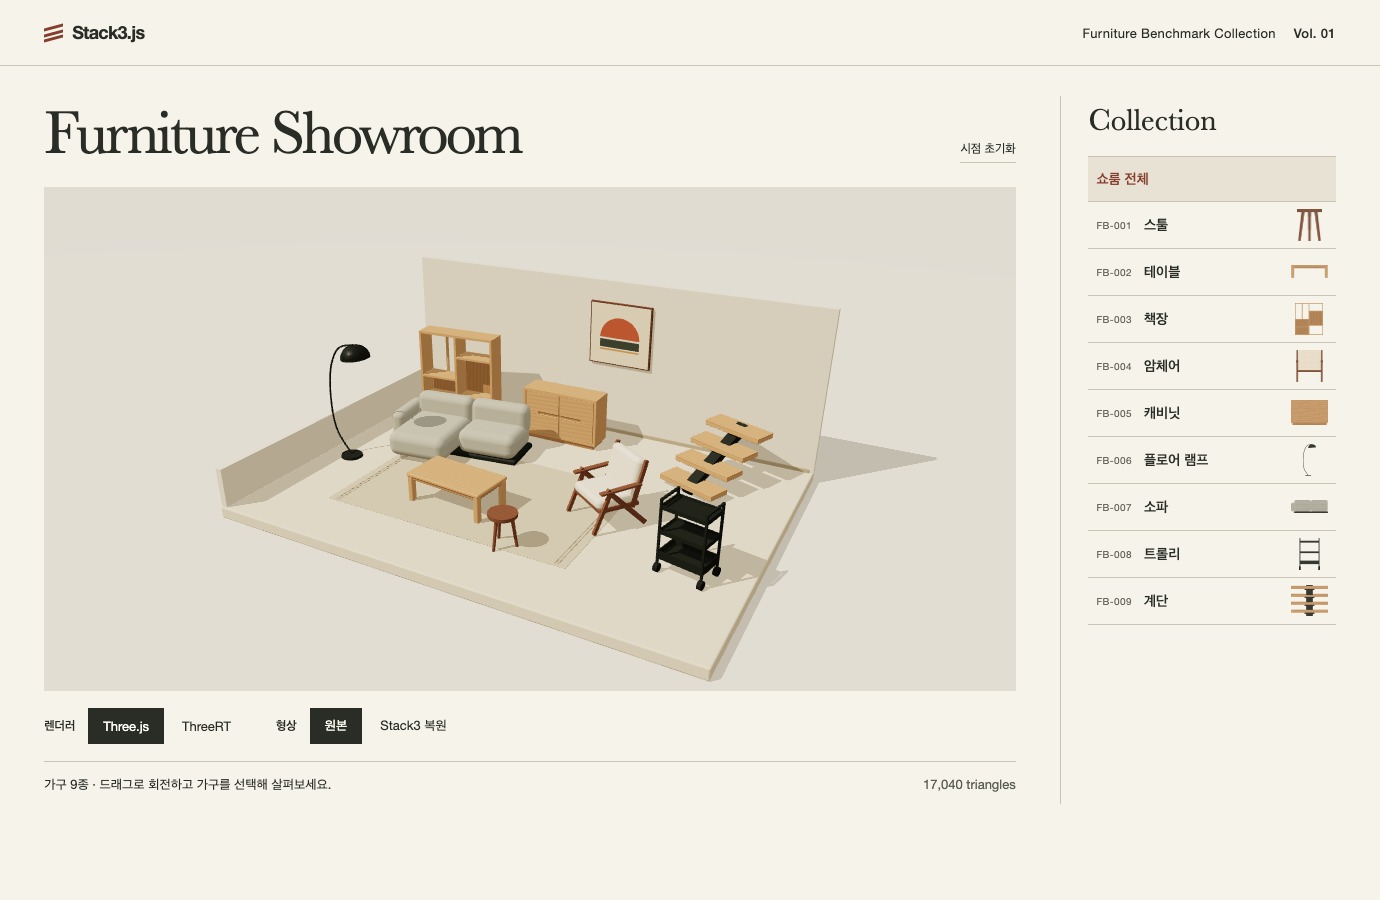 Stack3.js
Furniture Benchmark Collection Vol. 01
Furniture Showroom
시점 초기화
렌더러 Three.js ThreeRT 형상 원본 Stack3 복원
가구 9종 · 드래그로 회전하고 가구를 선택해 살펴보세요.
17,040 triangles
Collection
쇼룸 전체
FB-001 스툴
FB-002 테이블
FB-003 책장
FB-004 암체어
FB-005 캐비닛
FB-006 플로어 램프
FB-007 소파
FB-008 트롤리
FB-009 계단